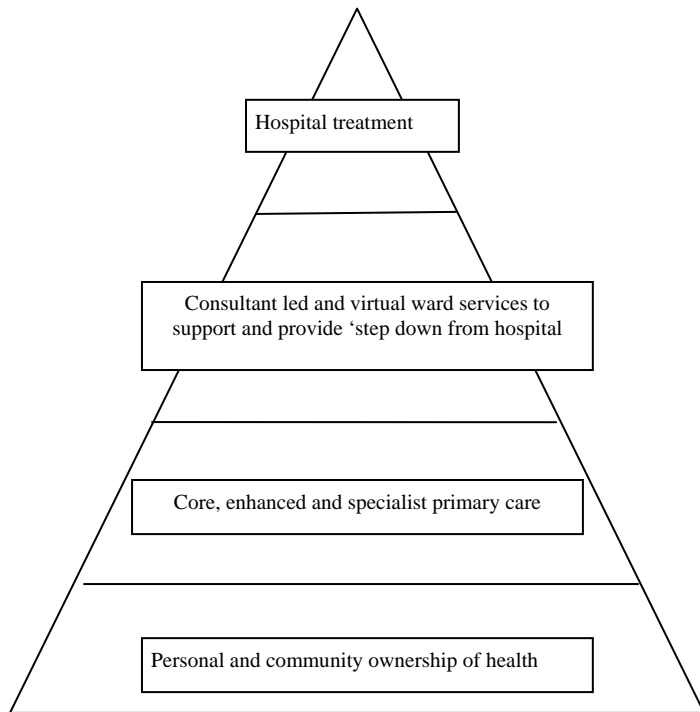 Hospital treatment
Consultant led and virtual ward services to
support and provide ‘step down from hospital
Core, enhanced and specialist primary care
Personal and community ownership of health